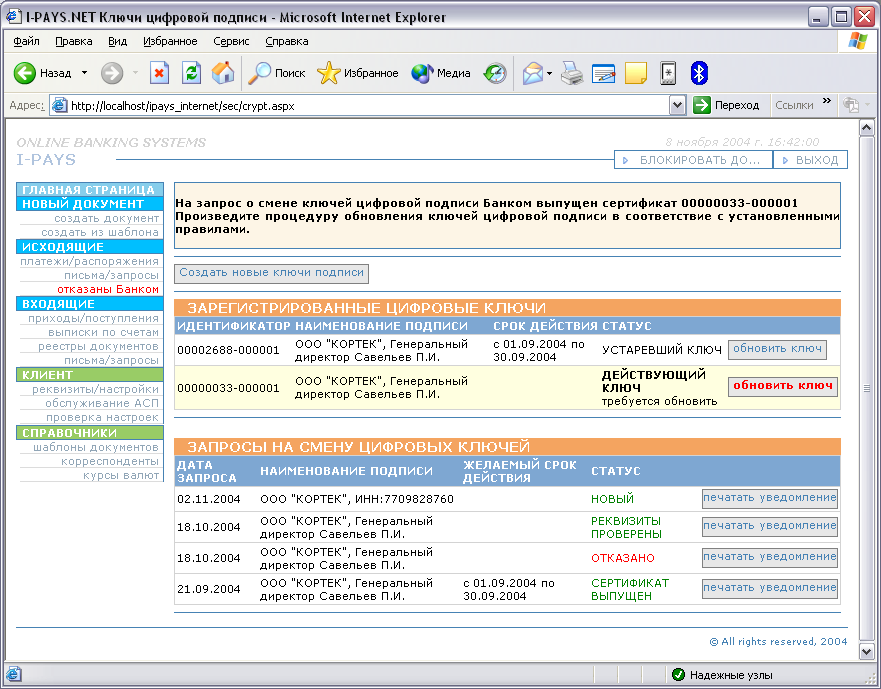 I-PAYS.NET Ключи цифровой подписи - Microsoft Internet Explorer
Файл Правка Вид Избранное Сервис Справка
Назад Поиск Избранное Медиа
Адрес: http://localhost/ipays_internet/sec/crypt.aspx Переход Ссылки »
ONLINE BANKING SYSTEMS 8 ноября 2004 г. 16:42:00
I-PAYS БЛОКИРОВАТЬ ДО... ВЫХОД
ГЛАВНАЯ СТРАНИЦА
НОВЫЙ ДОКУМЕНТ
создать документ
создать из шаблона
ИСХОДЯЩИЕ
платежи/распоряжения
письма/запросы
отказаны Банком
ВХОДЯЩИЕ
приходы/поступления
выписки по счетам
реестры документов
письма/запросы
КЛИЕНТ
реквизиты/настройки
обслуживание АСП
проверка настроек
СПРАВОЧНИКИ
шаблоны документов
корреспонденты
курсы валют
На запрос о смене ключей цифровой подписи Банком выпущен сертификат 00000033-000001
Произведите процедуру обновления ключей цифровой подписи в соответствие с установленными
правилами.
Создать новые ключи подписи
ЗАРЕГИСТРИРОВАННЫЕ ЦИФРОВЫЕ КЛЮЧИ
ИДЕНТИФИКАТОР НАИМЕНОВАНИЕ ПОДПИСИ СРОК ДЕЙСТВИЯ СТАТУС
00002688-000001 ООО "КОРТЕК", Генеральный
директор Савельев П.И. с 01.09.2004 по
30.09.2004 УСТАРЕВШИЙ КЛЮЧ обновить ключ
00000033-000001 ООО "КОРТЕК", Генеральный
директор Савельев П.И. ДЕЙСТВУЮЩИЙ
КЛЮЧ
требуется обновить обновить ключ
ЗАПРОСЫ НА СМЕНУ ЦИФРОВЫХ КЛЮЧЕЙ
ДАТА
ЗАПРОСА НАИМЕНОВАНИЕ ПОДПИСИ ЖЕЛАЕМЫЙ СРОК
ДЕЙСТВИЯ СТАТУС
02.11.2004 ООО "КОРТЕК", ИНН:7709828760 НОВЫЙ печатать уведомление
18.10.2004 ООО "КОРТЕК", Генеральный
директор Савельев П.И. РЕКВИЗИТЫ
ПРОВЕРЕНЫ печатать уведомление
18.10.2004 ООО "КОРТЕК", Генеральный
директор Савельев П.И. ОТКАЗАНО печатать уведомление
21.09.2004 ООО "КОРТЕК", Генеральный
директор Савельев П.И. с 01.09.2004 по
30.09.2004 СЕРТИФИКАТ
ВЫПУЩЕН печатать уведомление
© All rights reserved, 2004
Надежные узлы